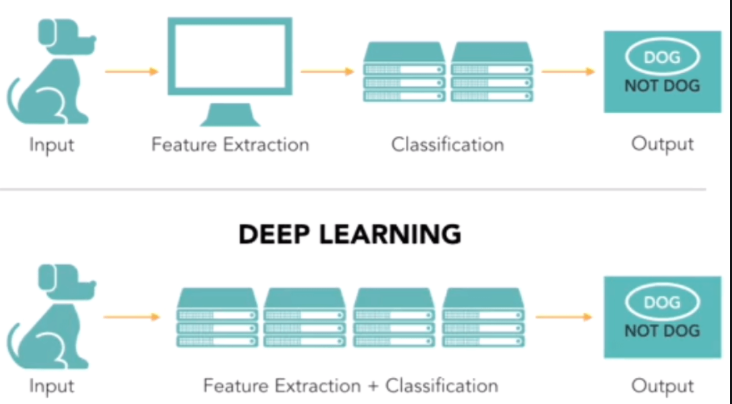 DOG
NOT DOG
Input
Feature Extraction
Classification
Output
DEEP LEARNING
DOG
NOT DOG
Input
Feature Extraction + Classification
Output